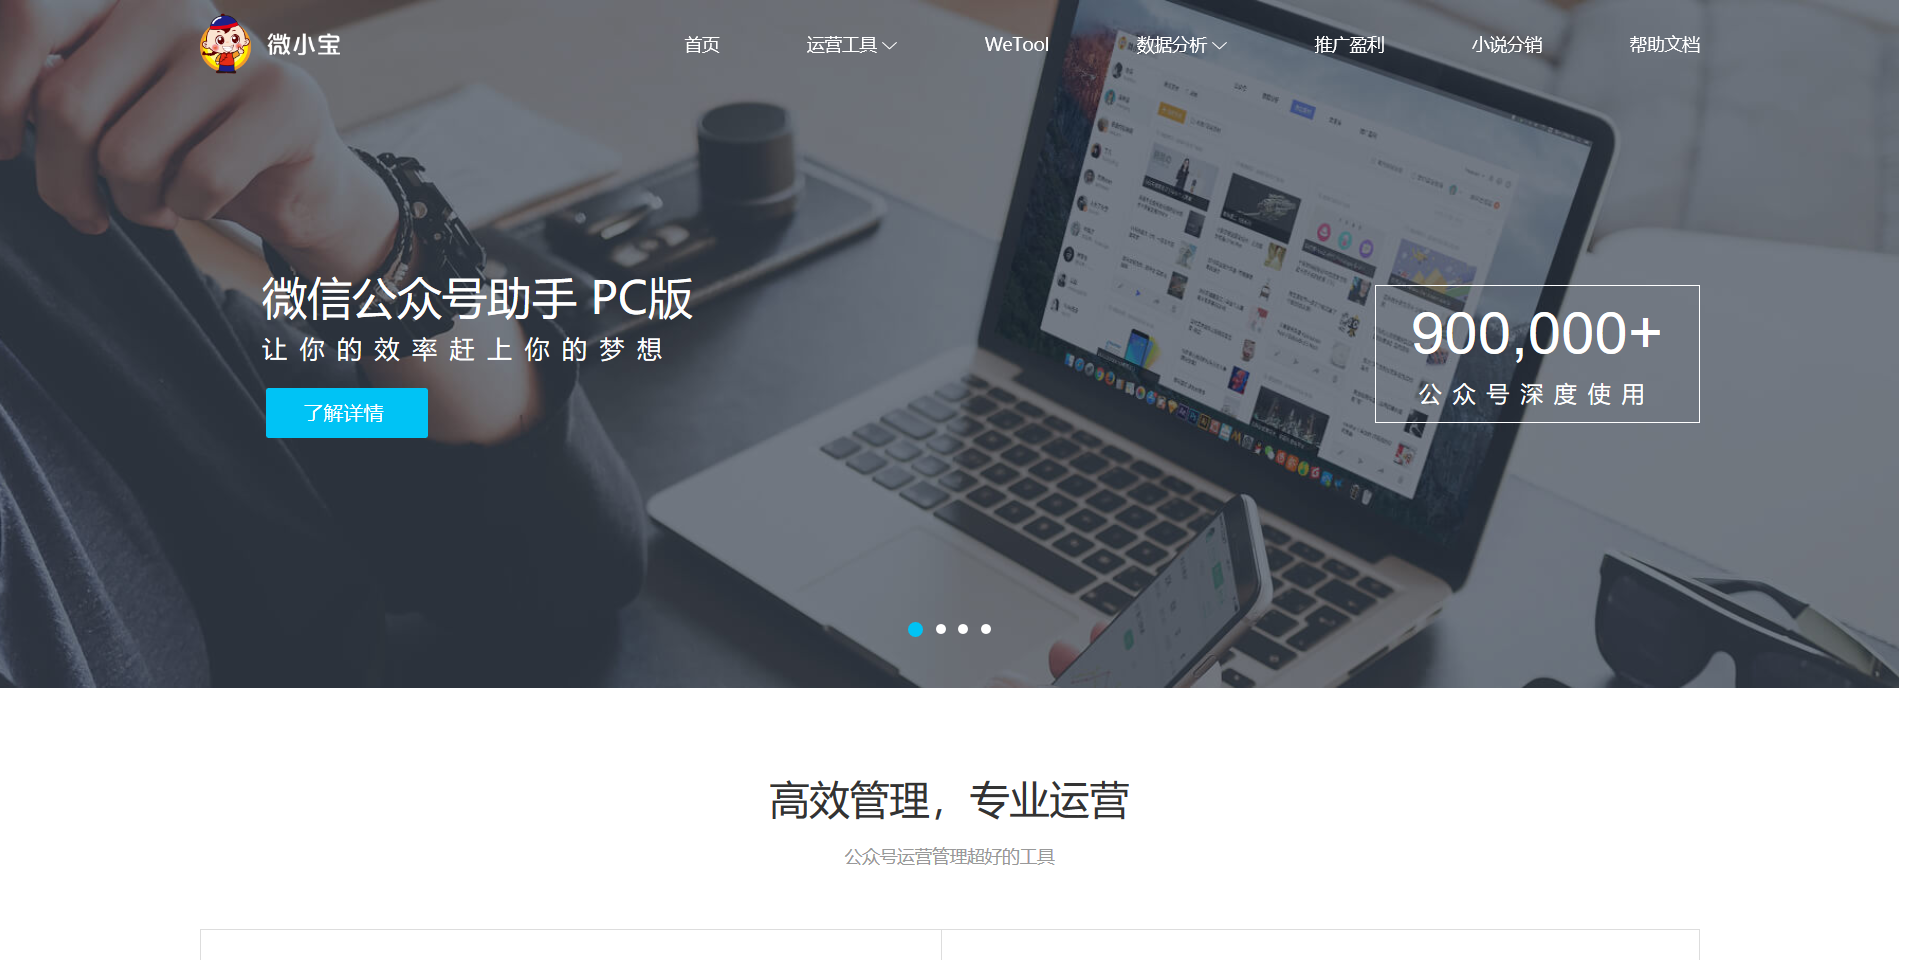 微小宝
首页
运营工具
WeTool
数据分析
推广盈利
小说分销
帮助文档
微信公众号助手 PC版
让你的效率赶上你的梦想
了解详情
900,000+
公众号深度使用
高效管理，专业运营
公众号运营管理超好的工具